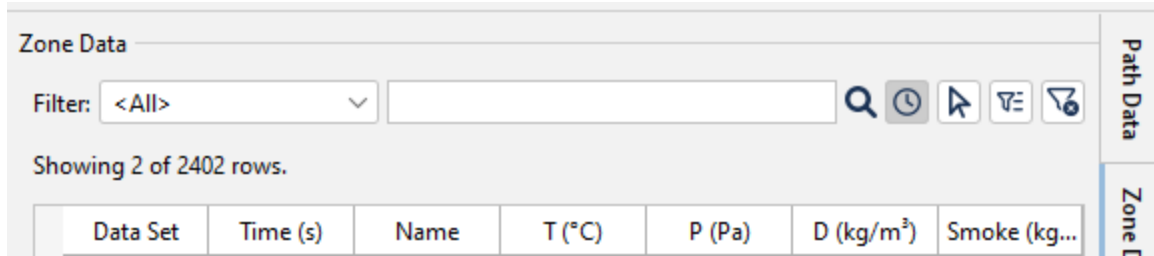 Zone Data
Filter: <All>
Showing 2 of 2402 rows.
Data Set Time (s) Name T (°C) P (Pa) D (kg/m³) Smoke (kg...
Path Data
Zone